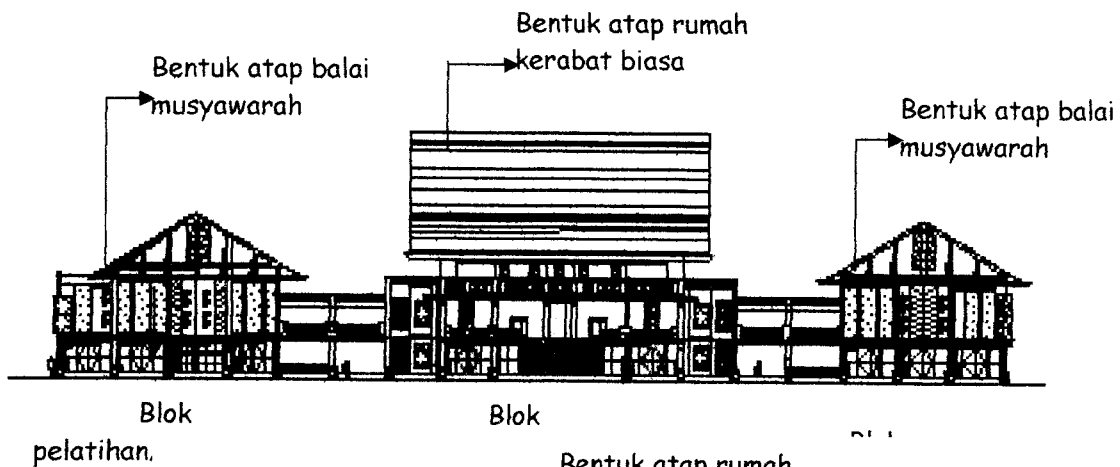 Bentuk atap rumah
kerabat biasa
Bentuk atap balai
musyawarah
Bentuk atap balai
musyawarah
Blok
pelatihan,
Blok
Bentuk atap rumah